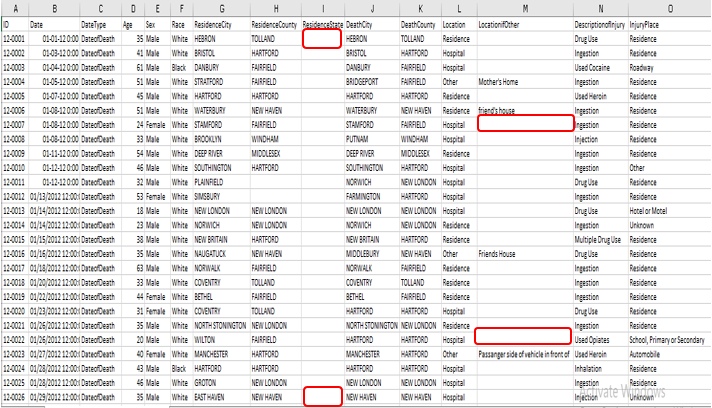 A B C D E F G H I J K L M N O
ID Date DateType Age Sex Race ResidenceCity ResidenceCounty ResidenceState DeathCity DeathCounty Location LocationifOther DescriptionofInjury InjuryPlace
12-0001 01-01-12 0:00 DateofDeath 35 Male White HEBRON TOLLAND HEBRON TOLLAND Residence Drug Use Residence
12-0002 01-03-12 0:00 DateofDeath 41 Male White BRISTOL HARTFORD BRISTOL HARTFORD Hospital Ingestion Residence
12-0003 01-04-12 0:00 DateofDeath 61 Male Black DANBURY FAIRFIELD DANBURY FAIRFIELD Hospital Used Cocaine Roadway
12-0004 01-05-12 0:00 DateofDeath 51 Male White STRATFORD FAIRFIELD BRIDGEPORT FAIRFIELD Other Mother's Home Ingestion Residence
12-0005 01-07-12 0:00 DateofDeath 45 Male White HARTFORD HARTFORD HARTFORD HARTFORD Residence Used Heroin Residence
12-0006 01-08-12 0:00 DateofDeath 51 Male White WATERBURY NEW HAVEN WATERBURY NEW HAVEN Residence friend's house Ingestion Residence
12-0007 01-08-12 0:00 DateofDeath 24 Female White STAMFORD FAIRFIELD STAMFORD FAIRFIELD Hospital Ingestion Residence
12-0008 01-08-12 0:00 DateofDeath 33 Male White BROOKLYN WINDHAM PUTNAM WINDHAM Hospital Injection Residence
12-0009 01-11-12 0:00 DateofDeath 54 Male White DEEP RIVER MIDDLESEX DEEP RIVER MIDDLESEX Residence Ingestion Residence
12-0010 01-12-12 0:00 DateofDeath 46 Male White SOUTHINGTON HARTFORD SOUTHINGTON HARTFORD Hospital Ingestion Other
12-0011 01-12-12 0:00 DateofDeath 32 Male White PLAINFIELD NORWICH NEW LONDON Hospital Drug Use Residence
12-0012 01/13/2012 12:00: DateofDeath 53 Female White SIMSBURY FARMINGTON HARTFORD Hospital Ingestion Residence
12-0013 01/14/2012 12:00: DateofDeath 18 Male White NEW LONDON NEW LONDON NEW LONDON NEW LONDON Hospital Drug Use Hotel or Motel
12-0014 01/14/2012 12:00: DateofDeath 23 Male White NORWICH NEW LONDON NORWICH NEW LONDON Residence Ingestion Unknown
12-0015 01/15/2012 12:00: DateofDeath 38 Male White NEW BRITAIN HARTFORD NEW BRITAIN HARTFORD Residence Multiple Drug Use Residence
12-0016 01/16/2012 12:00: DateofDeath 35 Male White NAUGATUCK NEW HAVEN MIDDLEBURY NEW HAVEN Other Friends House Drug Use Residence
12-0017 01/18/2012 12:00: DateofDeath 63 Male White NORWALK FAIRFIELD NORWALK FAIRFIELD Residence Ingestion Residence
12-0018 01/20/2012 12:00: DateofDeath 33 Male White COVENTRY TOLLAND COVENTRY TOLLAND Residence Ingestion Residence
12-0019 01/22/2012 12:00: DateofDeath 44 Female White BETHEL FAIRFIELD BETHEL FAIRFIELD Residence Ingestion Residence
12-0020 01/23/2012 12:00: DateofDeath 31 Female White COVENTRY TOLLAND HARTFORD HARTFORD Hospital Drug Use Residence
12-0021 01/26/2012 12:00: DateofDeath 35 Male White NORTH STONINGTON NEW LONDON NORTH STONINGTON NEW LONDON Residence Ingestion Residence
12-0022 01/26/2012 12:00: DateofDeath 20 Male White WILTON FAIRFIELD HARTFORD HARTFORD Hospital Used Opiates School, Primary or Secondary
12-0023 01/27/2012 12:00: DateofDeath 40 Female White MANCHESTER HARTFORD MANCHESTER HARTFORD Other Passanger side of vehicle in front of Used Heroin Automobile
12-0024 01/28/2012 12:00: DateofDeath 43 Male Black HARTFORD HARTFORD HARTFORD HARTFORD Hospital Inhalation Residence
12-0025 01/28/2012 12:00: DateofDeath 46 Male White GROTON NEW LONDON NEW LONDON NEW LONDON Hospital Ingestion Residence
12-0026 01/29/2012 12:00: DateofDeath 35 Male White EAST HAVEN NEW HAVEN NEW HAVEN NEW HAVEN Hospital Injection Unknown
Activate Windows